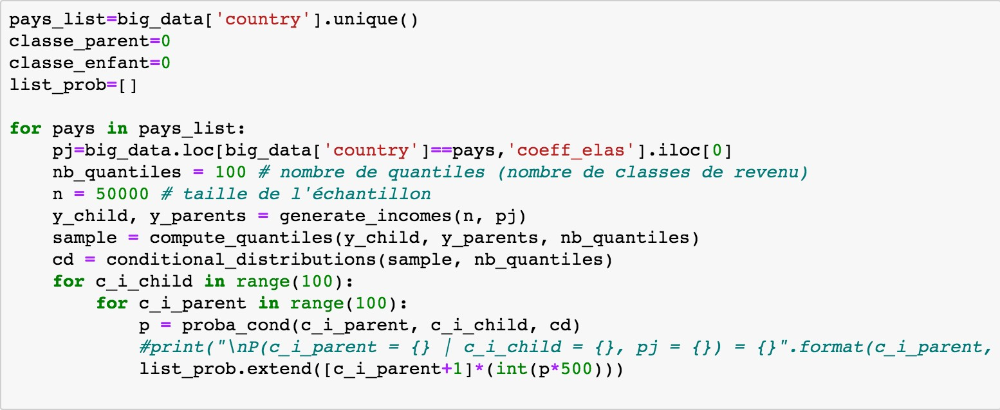 pays_list=big_data['country'].unique()
classe_parent=0
classe_enfant=0
list_prob=[]
for pays in pays_list:
    pj=big_data.loc[big_data['country']==pays,'coeff_elas'].iloc[0]
    nb_quantiles = 100 # nombre de quantiles (nombre de classes de revenu)
    n = 50000 # taille de l'échantillon
    y_child, y_parents = generate_incomes(n, pj)
    sample = compute_quantiles(y_child, y_parents, nb_quantiles)
    cd = conditional_distributions(sample, nb_quantiles)
    for c_i_child in range(100):
        for c_i_parent in range(100):
            p = proba_cond(c_i_parent, c_i_child, cd)
            #print("\nP(c_i_parent = {} | c_i_child = {}, pj = {}) = {}".format(c_i_parent,
            list_prob.extend([c_i_parent+1]*(int(p*500)))